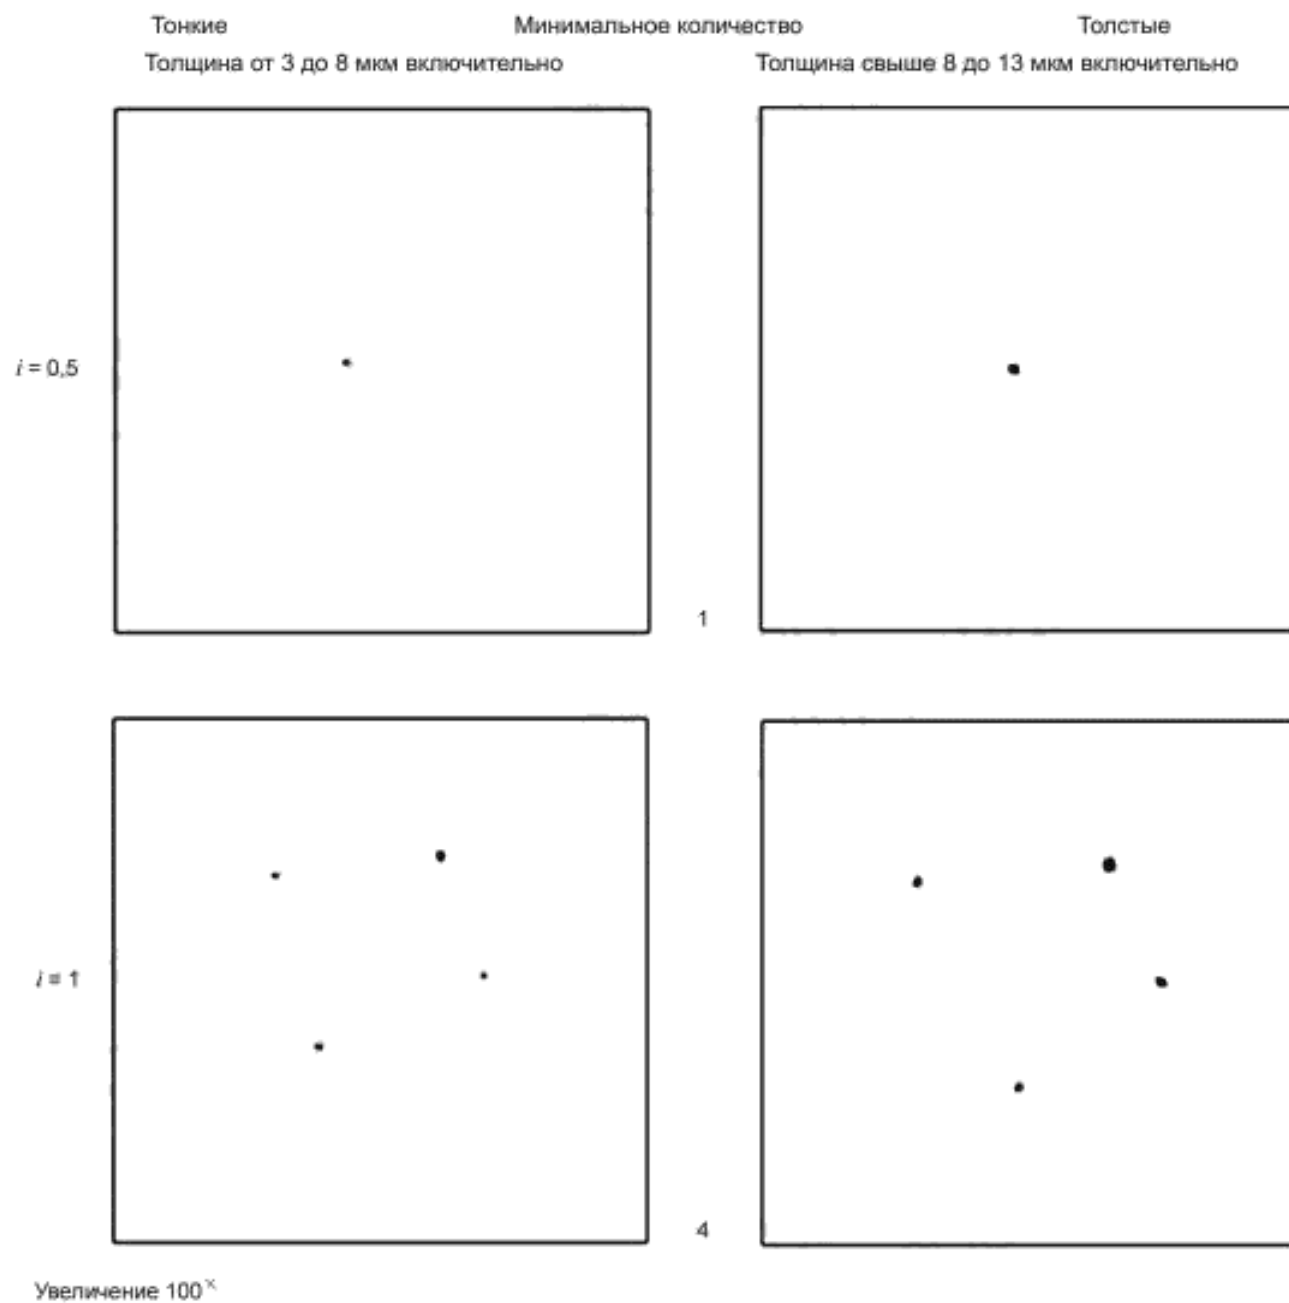 Тонкие Минимальное количество Толстые
Толщина от 3 до 8 мкм включительно Толщина свыше 8 до 13 мкм включительно
i = 0,5
1
i = 1
4
Увеличение 100×